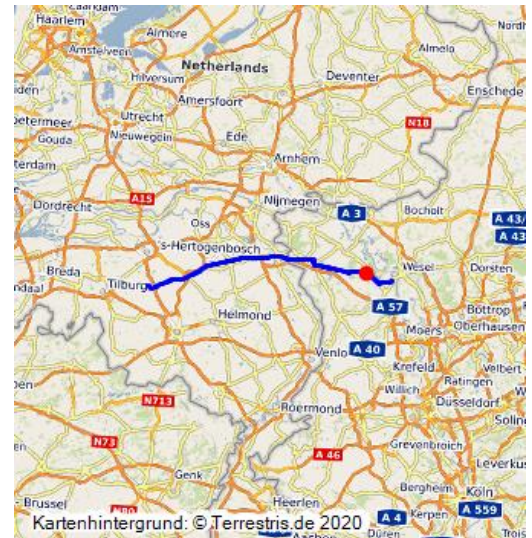 Zaandam
Haarlem
Almere
Almelo
Amstelveen
Netherlands
Deventer
Hilversum
Enschede
Amersfoort
Utrecht
N18
Nieuwegein
Ede
Gouda
Arnhem
A15
Nijmegen
A 3
Dordrecht
Bocholt
Oss
A 43
's-Hertogenbosch
Breda
Wesel
Dorsten
Tilburg
A 57
Helmond
Bottrop
Moers
Oberhausen
Venlo
A 40
Krefeld
Velbert
N713
Willich
Ratingen
Roermond
Düsseldorf
N73
A 46
Grevenbroich
Genk
Leverkus
Brussel
Bergheim
Köln
Heerlen
A 4
Kerpen
A 559
Aachen
Düren
Kartenhintergrund: © Terrestris.de 2020